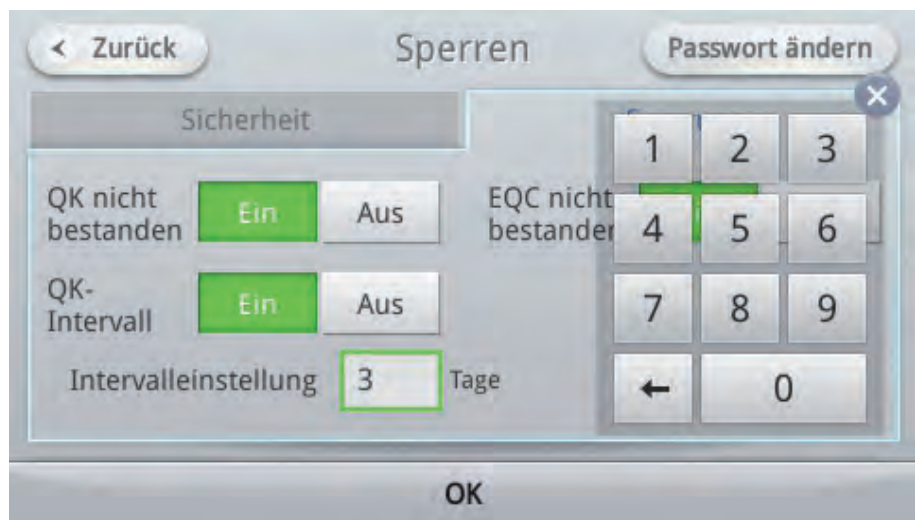 Zurück
Sperren
Passwort ändern
Sicherheit
QK nicht
bestanden
Ein
Aus
EQC nicht
QK-
Intervall
Ein
Aus
Intervalleinstellung
3
Tage
1
2
3
4
5
6
7
8
9
0
OK